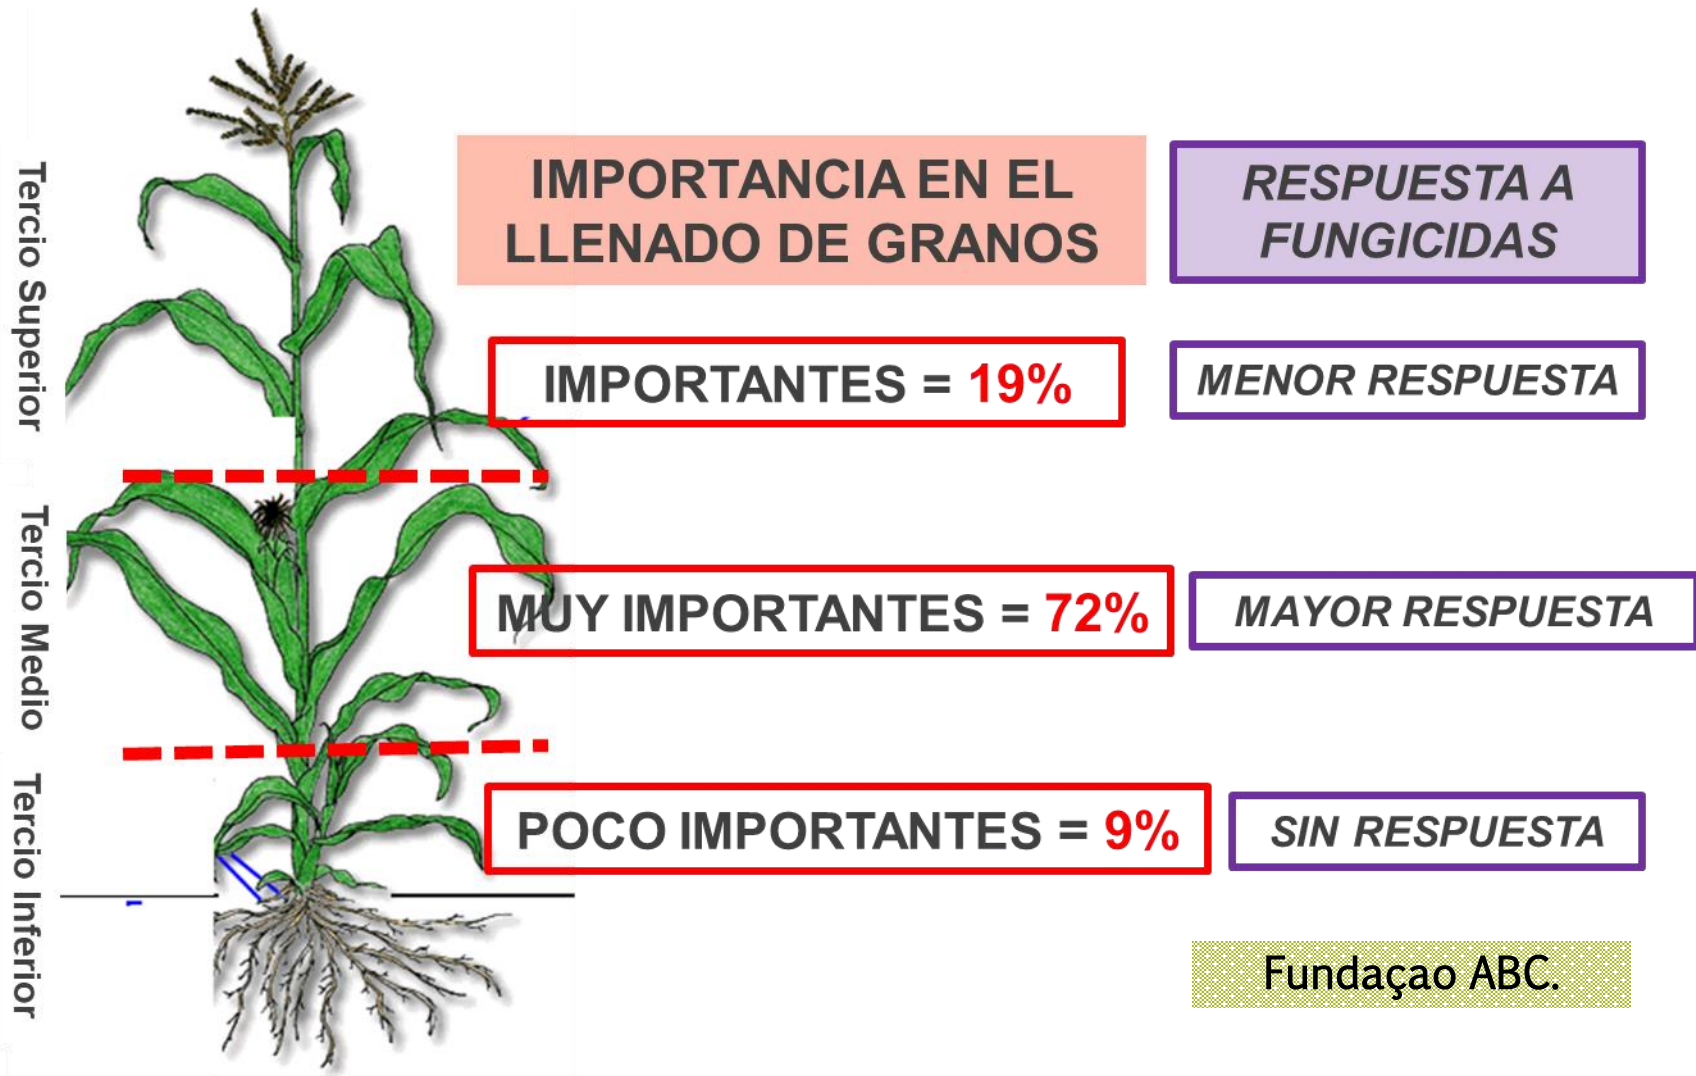 IMPORTANCIA EN EL
LLENADO DE GRANOS
RESPUESTA A
FUNGICIDAS
Tercio Superior
IMPORTANTES = 19%
MENOR RESPUESTA
Tercio Medio
MUY IMPORTANTES = 72%
MAYOR RESPUESTA
Tercio Inferior
POCO IMPORTANTES = 9%
SIN RESPUESTA
Fundaçao ABC.